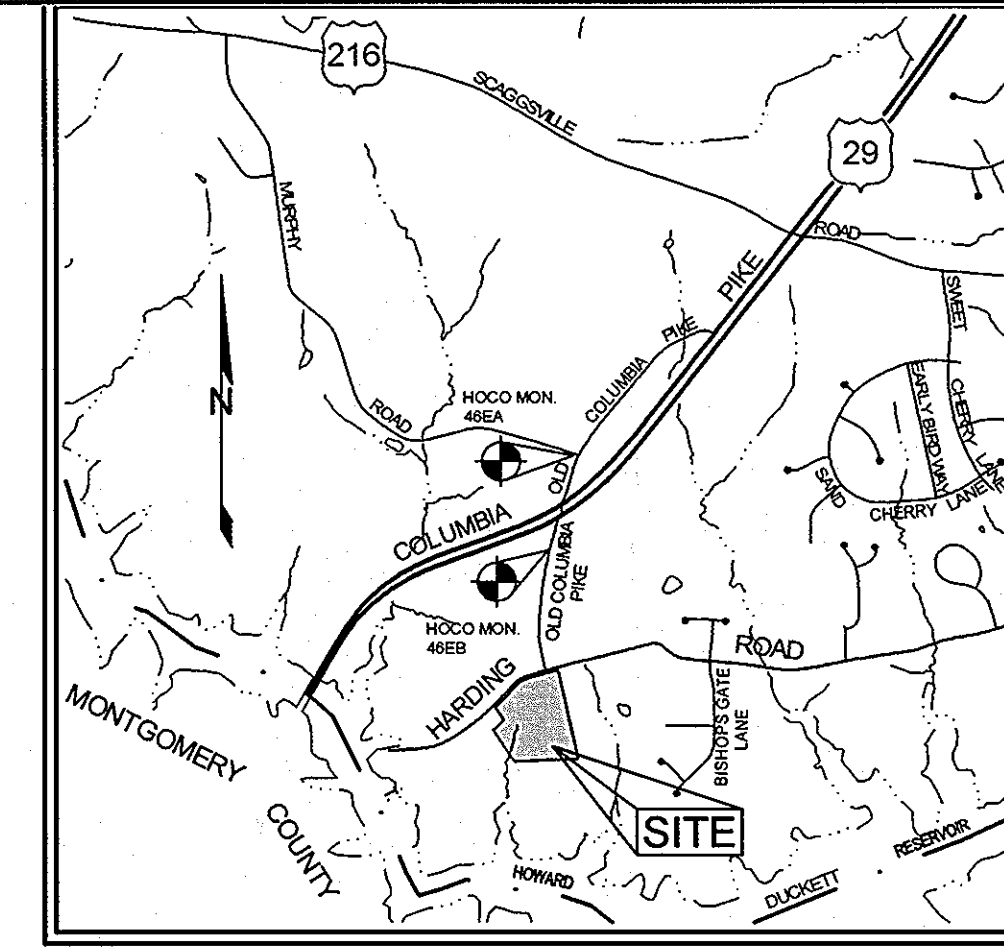 216
SCAGGSVILLE
29
MURPHY
ROAD
PIKE
SWEET
N
COLUMBIA PIKE
HOCO MON.
46EA
ROAD
EARLY BIRD WAY
CHERRY LANE
OLD
SAND
CHERRY LANE
COLUMBIA
OLD COLUMBIA
PIKE
HOCO MON.
46EB
ROAD
HARDING
BISHOPS GATE
LANE
MONTGOMERY
COUNTY
SITE
RESERVOIR
HOWARD
DUCKETT